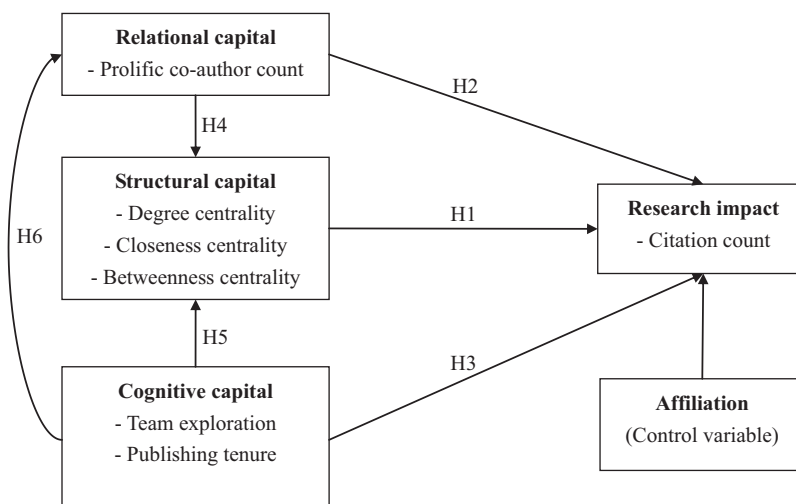 Relational capital
- Prolific co-author count
H2
H4
Structural capital
- Degree centrality
- Closeness centrality
- Betweenness centrality
H1
Research impact
- Citation count
H6
H5
H3
Cognitive capital
- Team exploration
- Publishing tenure
Affiliation
(Control variable)